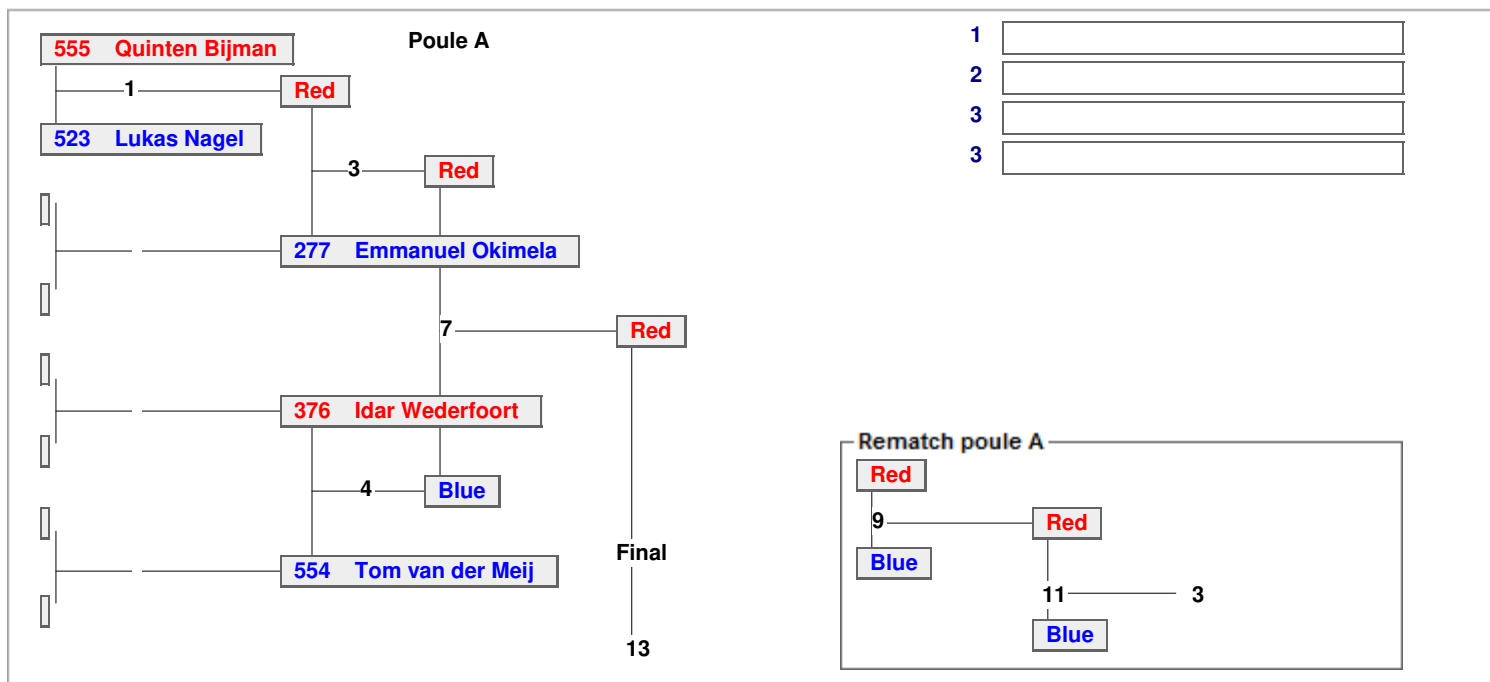 555 Quinten Bijman
Poule A
1
Red
523 Lukas Nagel
3
Red
277 Emmanuel Okimela
7
Red
376 Idar Wederfoort
4
Blue
554 Tom van der Meij
Final
13
1
2
3
3
Rematch poule A
Red
9
Red
Blue
11
3
Blue